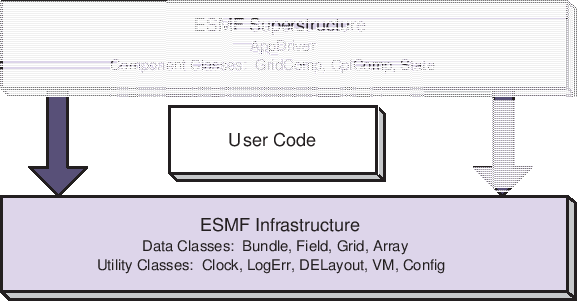 ESMF Superstructure
AppDriver
Component Classes: GridComp, CplComp, State
User Code
ESMF Infrastructure
Data Classes: Bundle, Field, Grid, Array
Utility Classes: Clock, LogErr, DELayout, VM, Config